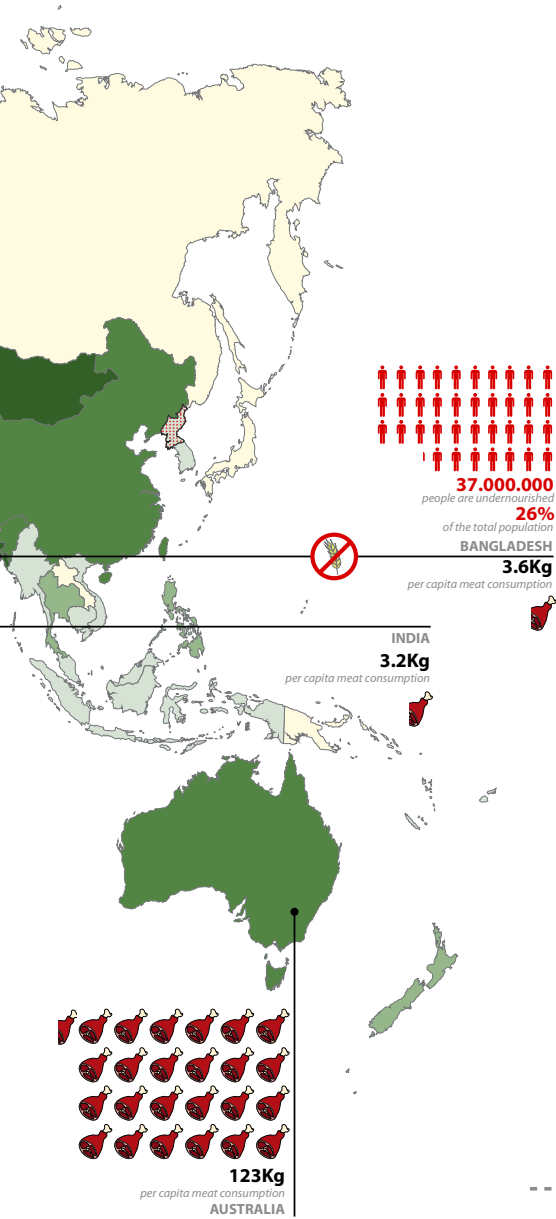 37.000.000
people are undernourished
26%
of the total population
BANGLADESH
3.6Kg
per capita meat consumption
INDIA
3.2Kg
per capita meat consumption
123Kg
per capita meat consumption
AUSTRALIA